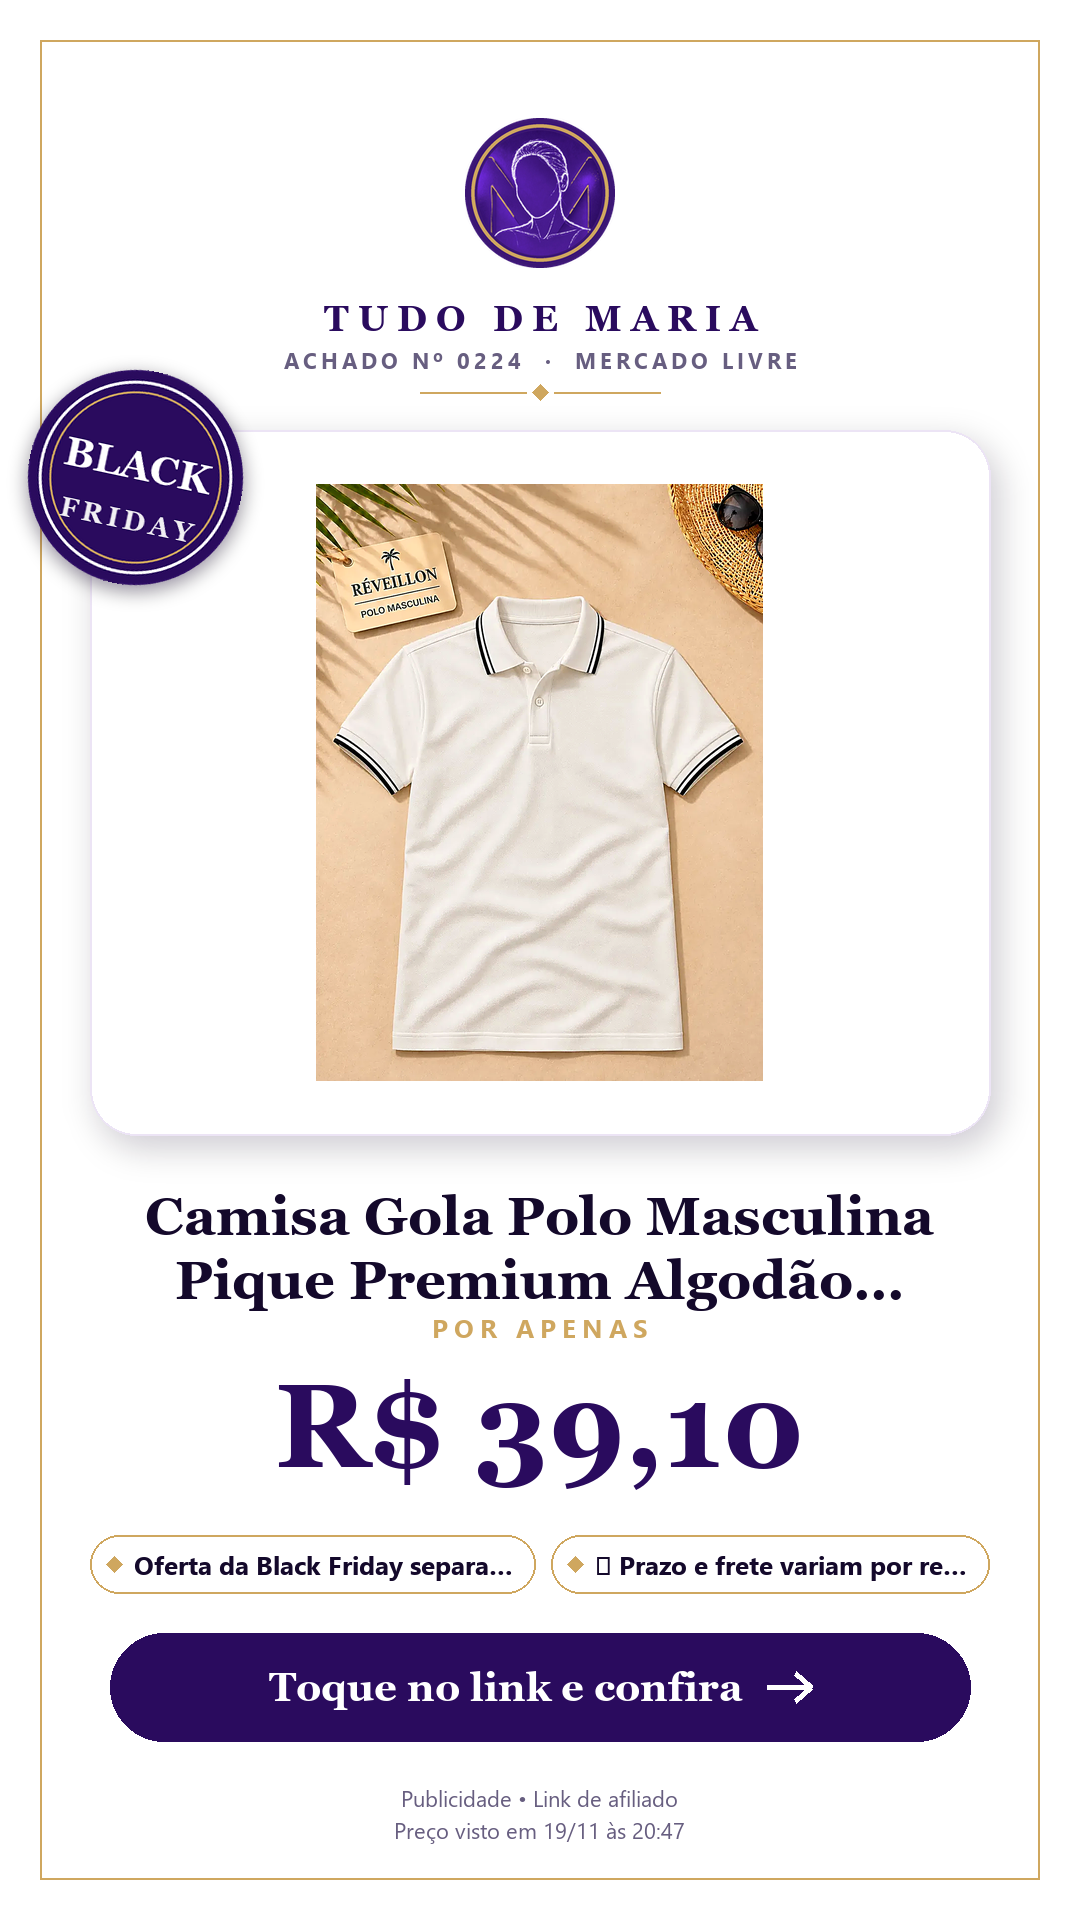 TUDO DE MARIA
ACHADO Nº 0224 · MERCADO LIVRE
BLACK
FRIDAY
RÉVEILLON
POLO MASCULINA
Camisa Gola Polo Masculina
Pique Premium Algodão...
POR APENAS
R$ 39,10
Oferta da Black Friday separa...
Prazo e frete variam por re...
Toque no link e confira →
Publicidade • Link de afiliado
Preço visto em 19/11 às 20:47